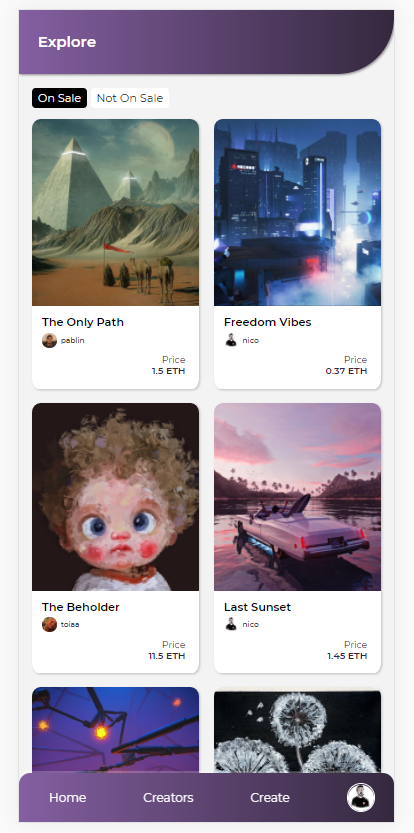 Explore
On Sale Not On Sale
The Only Path
pablin
Price
1.5 ETH
Freedom Vibes
nico
Price
0.37 ETH
The Beholder
toiaa
Price
11.5 ETH
Last Sunset
nico
Price
1.45 ETH
Home Creators Create